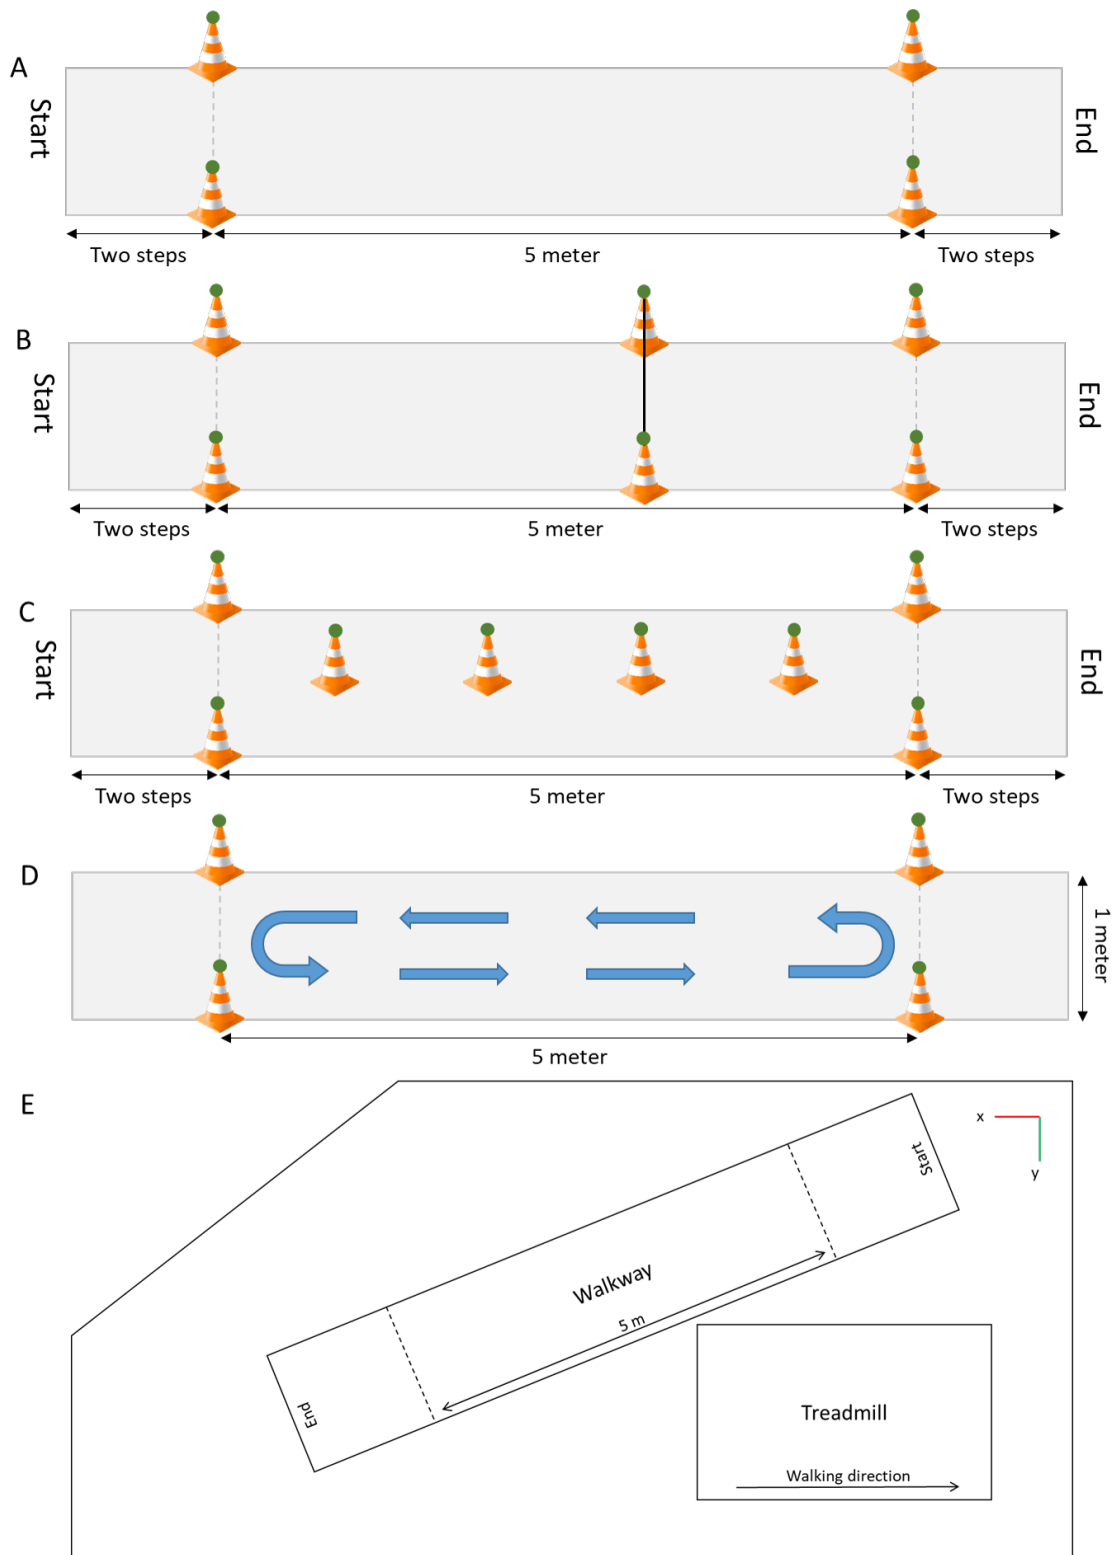 A
Start
End
Two steps
5 meter
Two steps
B
Start
End
Two steps
5 meter
Two steps
C
Start
End
Two steps
5 meter
Two steps
D
1 meter
5 meter
E
x
y
Start
Walkway
5 m
End
Treadmill
Walking direction